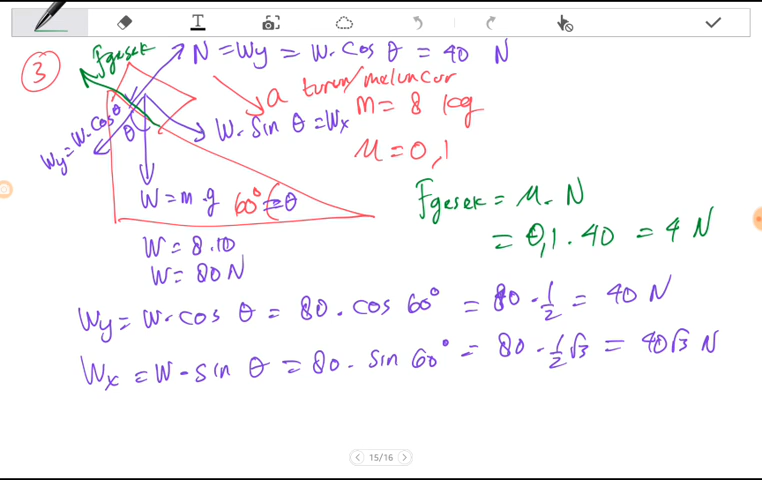 3
Fgesek
N = Wy = W. cos θ = 40 N
a turun/meluncur
m = 8 kg
μ = 0,1
Wy = W. cos θ
θ
W. sin θ = Wx
W = m . g
60° = θ
W = 8.10
W = 80 N
Fgesek = μ. N
= 0,1 . 40 = 4 N
Wy = W. cos θ = 80 . cos 60° = 80 . 1/2 = 40 N
Wx = W . sin θ = 80 . sin 60° = 80 . 1/2 √3 = 40√3 N
15/16